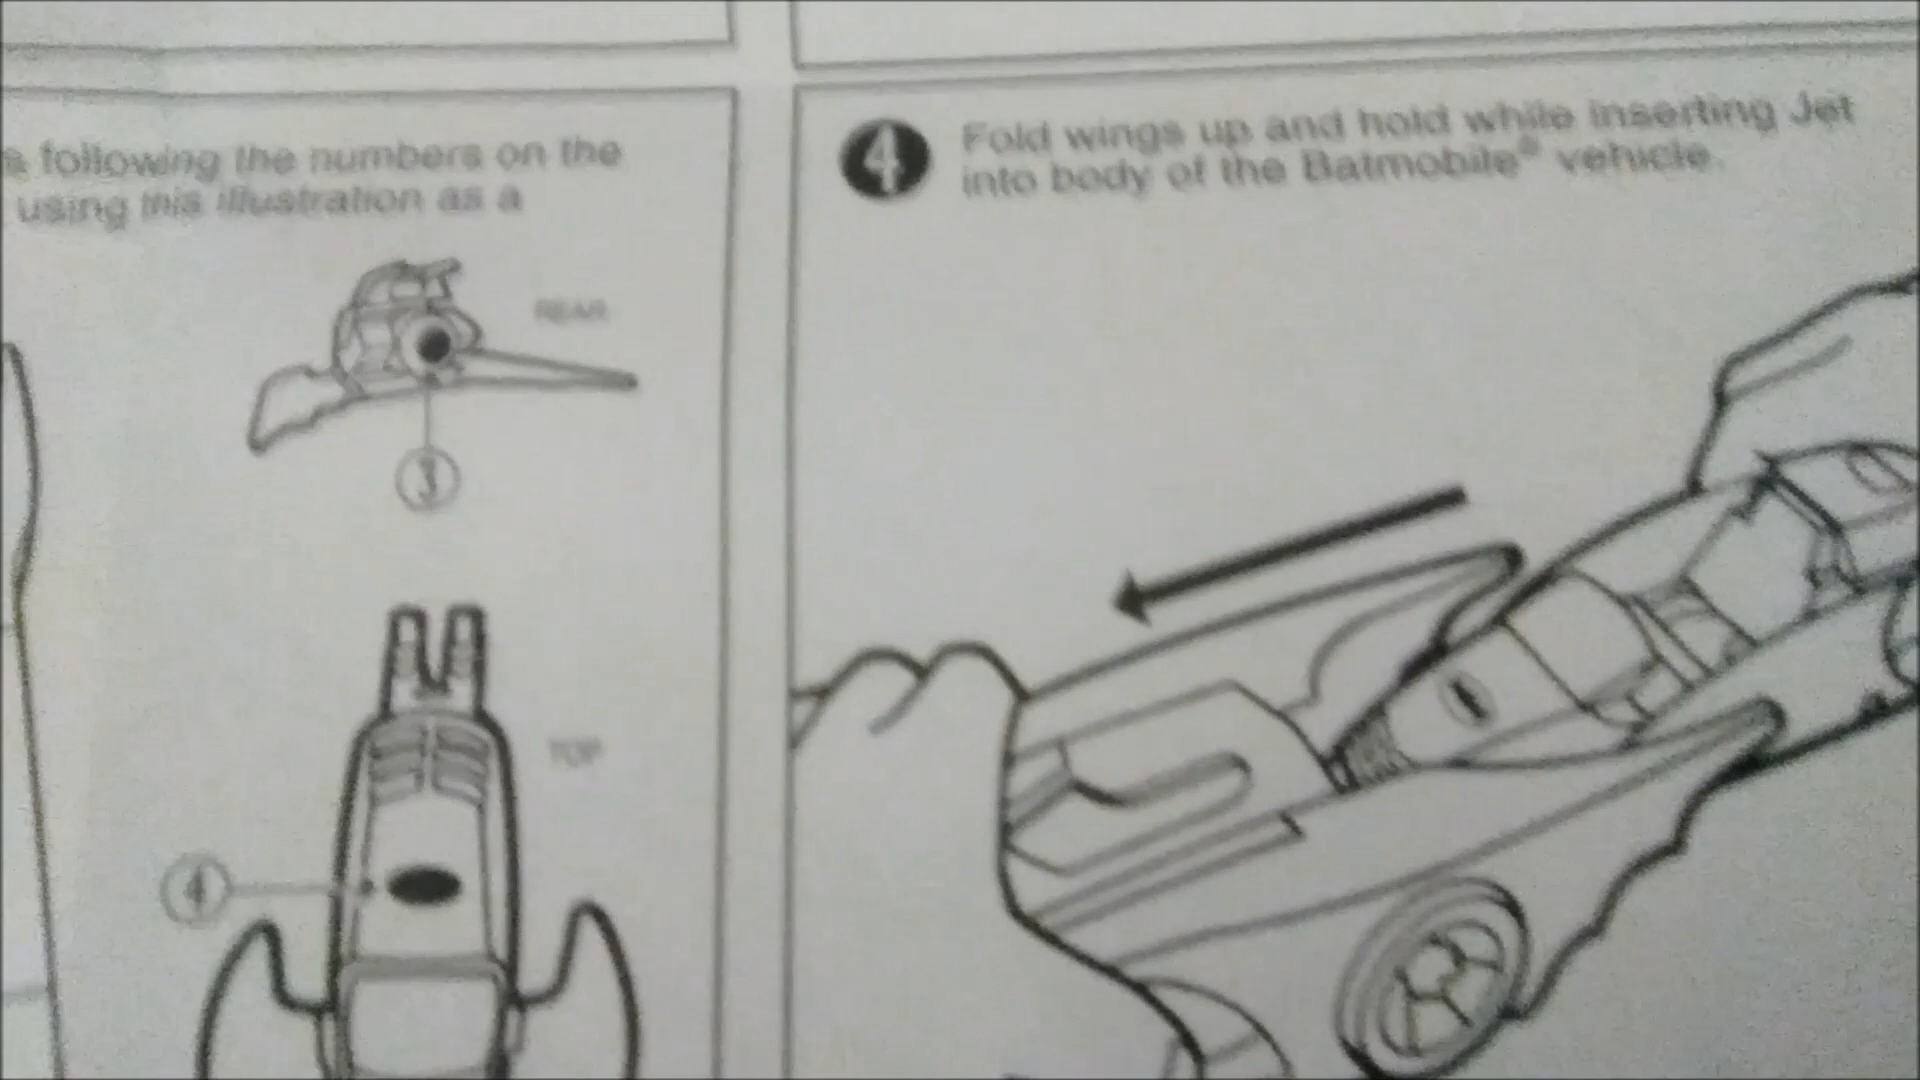 following the numbers on the
using this illustration as a
REAR
3
TOP
4
4 Fold wings up and hold while inserting Jet
into body of the Batmobile® vehicle.